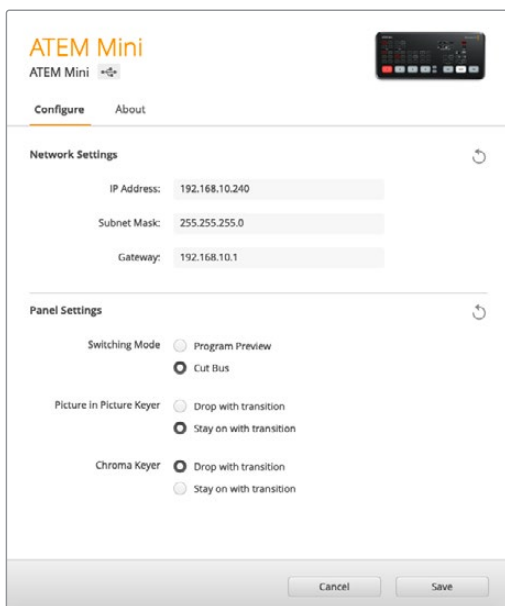 ATEM Mini
ATEM Mini
Configure About
Network Settings
IP Address: 192.168.10.240
Subnet Mask: 255.255.255.0
Gateway: 192.168.10.1
Panel Settings
Switching Mode Program Preview
Cut Bus
Picture in Picture Keyer Drop with transition
Stay on with transition
Chroma Keyer Drop with transition
Stay on with transition
Cancel Save